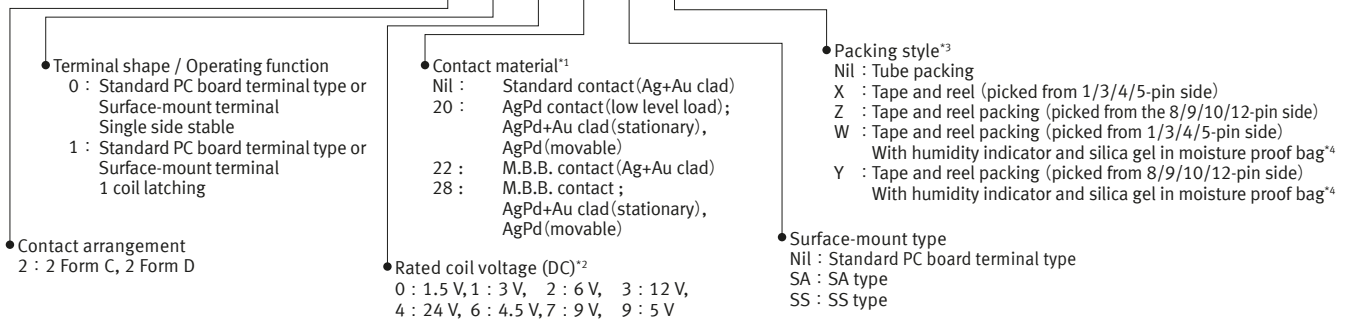 Terminal shape / Operating function
0 : Standard PC board terminal type or
Surface-mount terminal
Single side stable
1 : Standard PC board terminal type or
Surface-mount terminal
1 coil latching
Contact arrangement
2 : 2 Form C, 2 Form D
Contact material*1
Nil : Standard contact (Ag+Au clad)
20 : AgPd contact (low level load);
AgPd+Au clad (stationary),
AgPd (movable)
22 : M.B.B. contact (Ag+Au clad)
28 : M.B.B. contact ;
AgPd+Au clad (stationary),
AgPd (movable)
Rated coil voltage (DC)*2
0 : 1.5 V, 1 : 3 V, 2 : 6 V, 3 : 12 V,
4 : 24 V, 6 : 4.5 V, 7 : 9 V, 9 : 5 V
Packing style*3
Nil : Tube packing
X : Tape and reel (picked from 1/3/4/5-pin side)
Z : Tape and reel packing (picked from the 8/9/10/12-pin side)
W : Tape and reel packing (picked from 1/3/4/5-pin side)
With humidity indicator and silica gel in moisture proof bag*4
Y : Tape and reel packing (picked from 8/9/10/12-pin side)
With humidity indicator and silica gel in moisture proof bag*4
Surface-mount type
Nil : Standard PC board terminal type
SA : SA type
SS : SS type